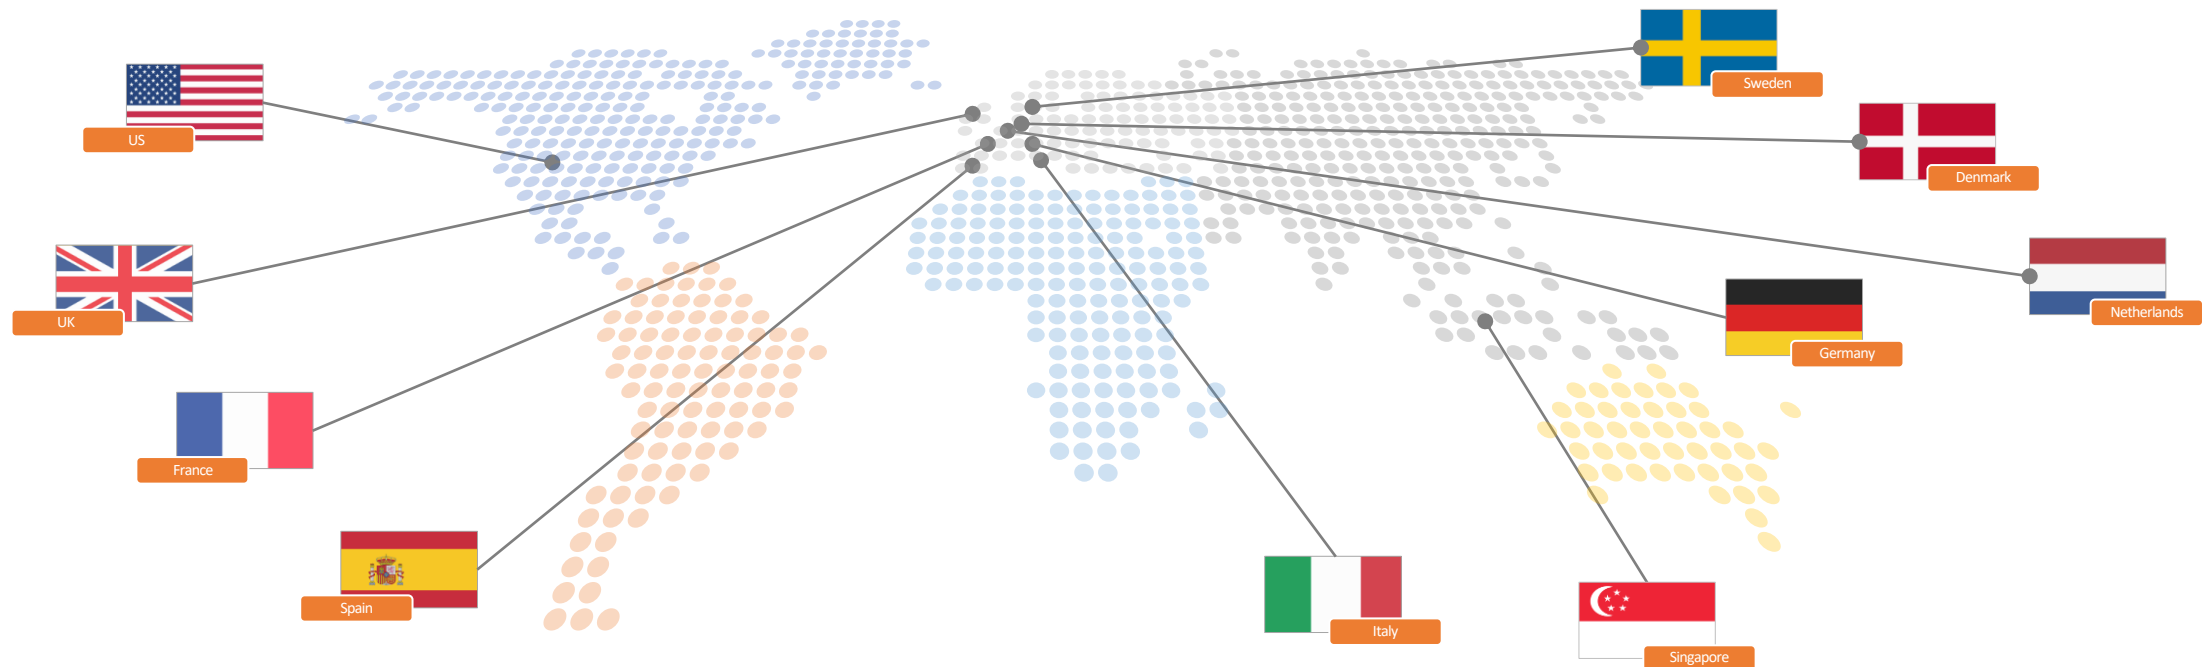 US
Sweden
Denmark
UK
Netherlands
Germany
France
Spain
Italy
Singapore